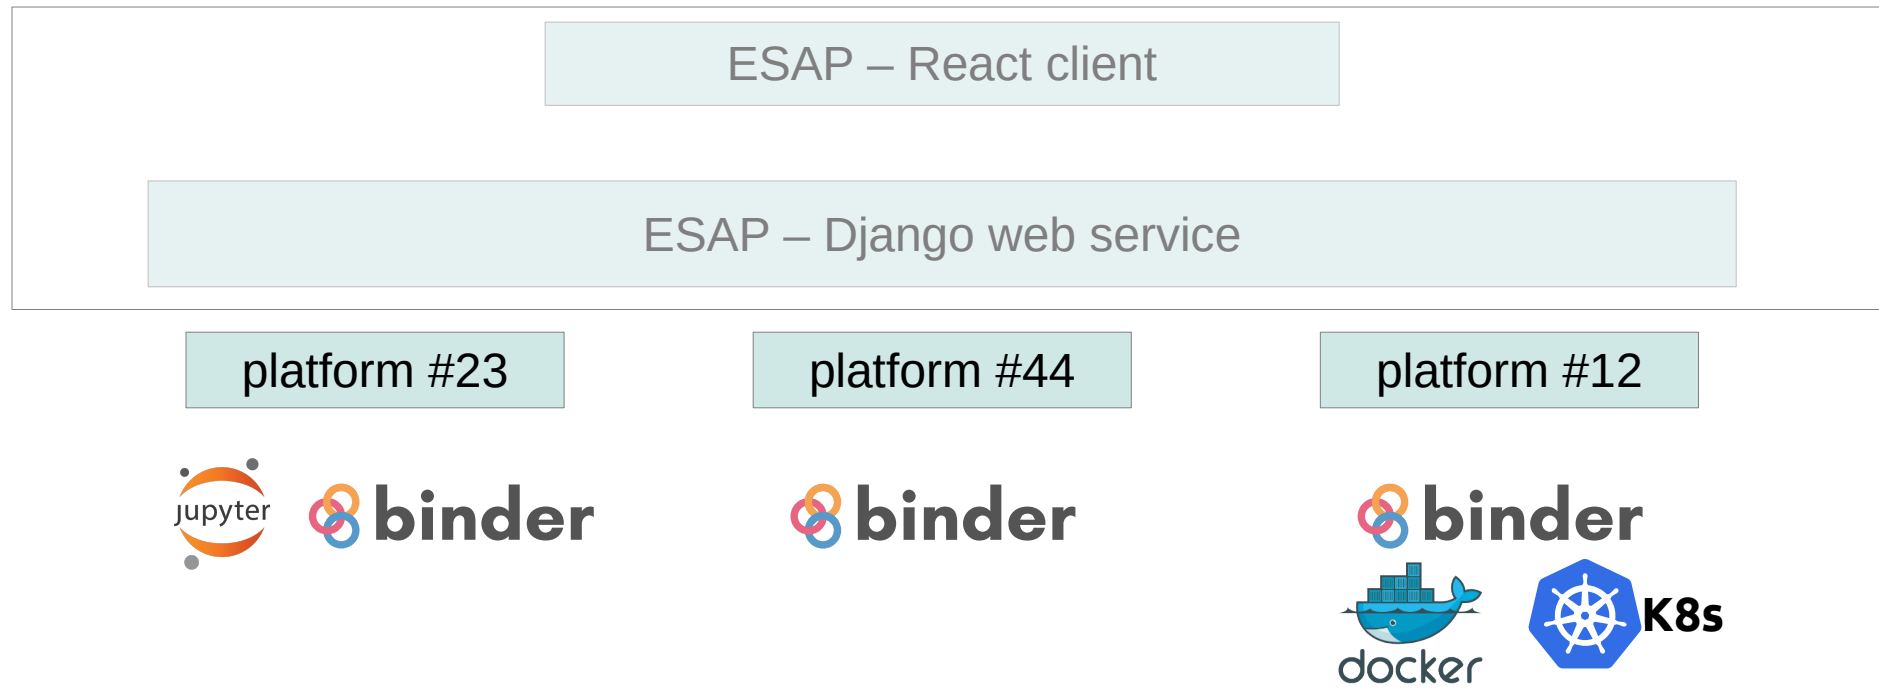 ESAP – React client
ESAP – Django web service
platform #23
platform #44
platform #12
jupyter
binder
binder
binder
docker
K8s